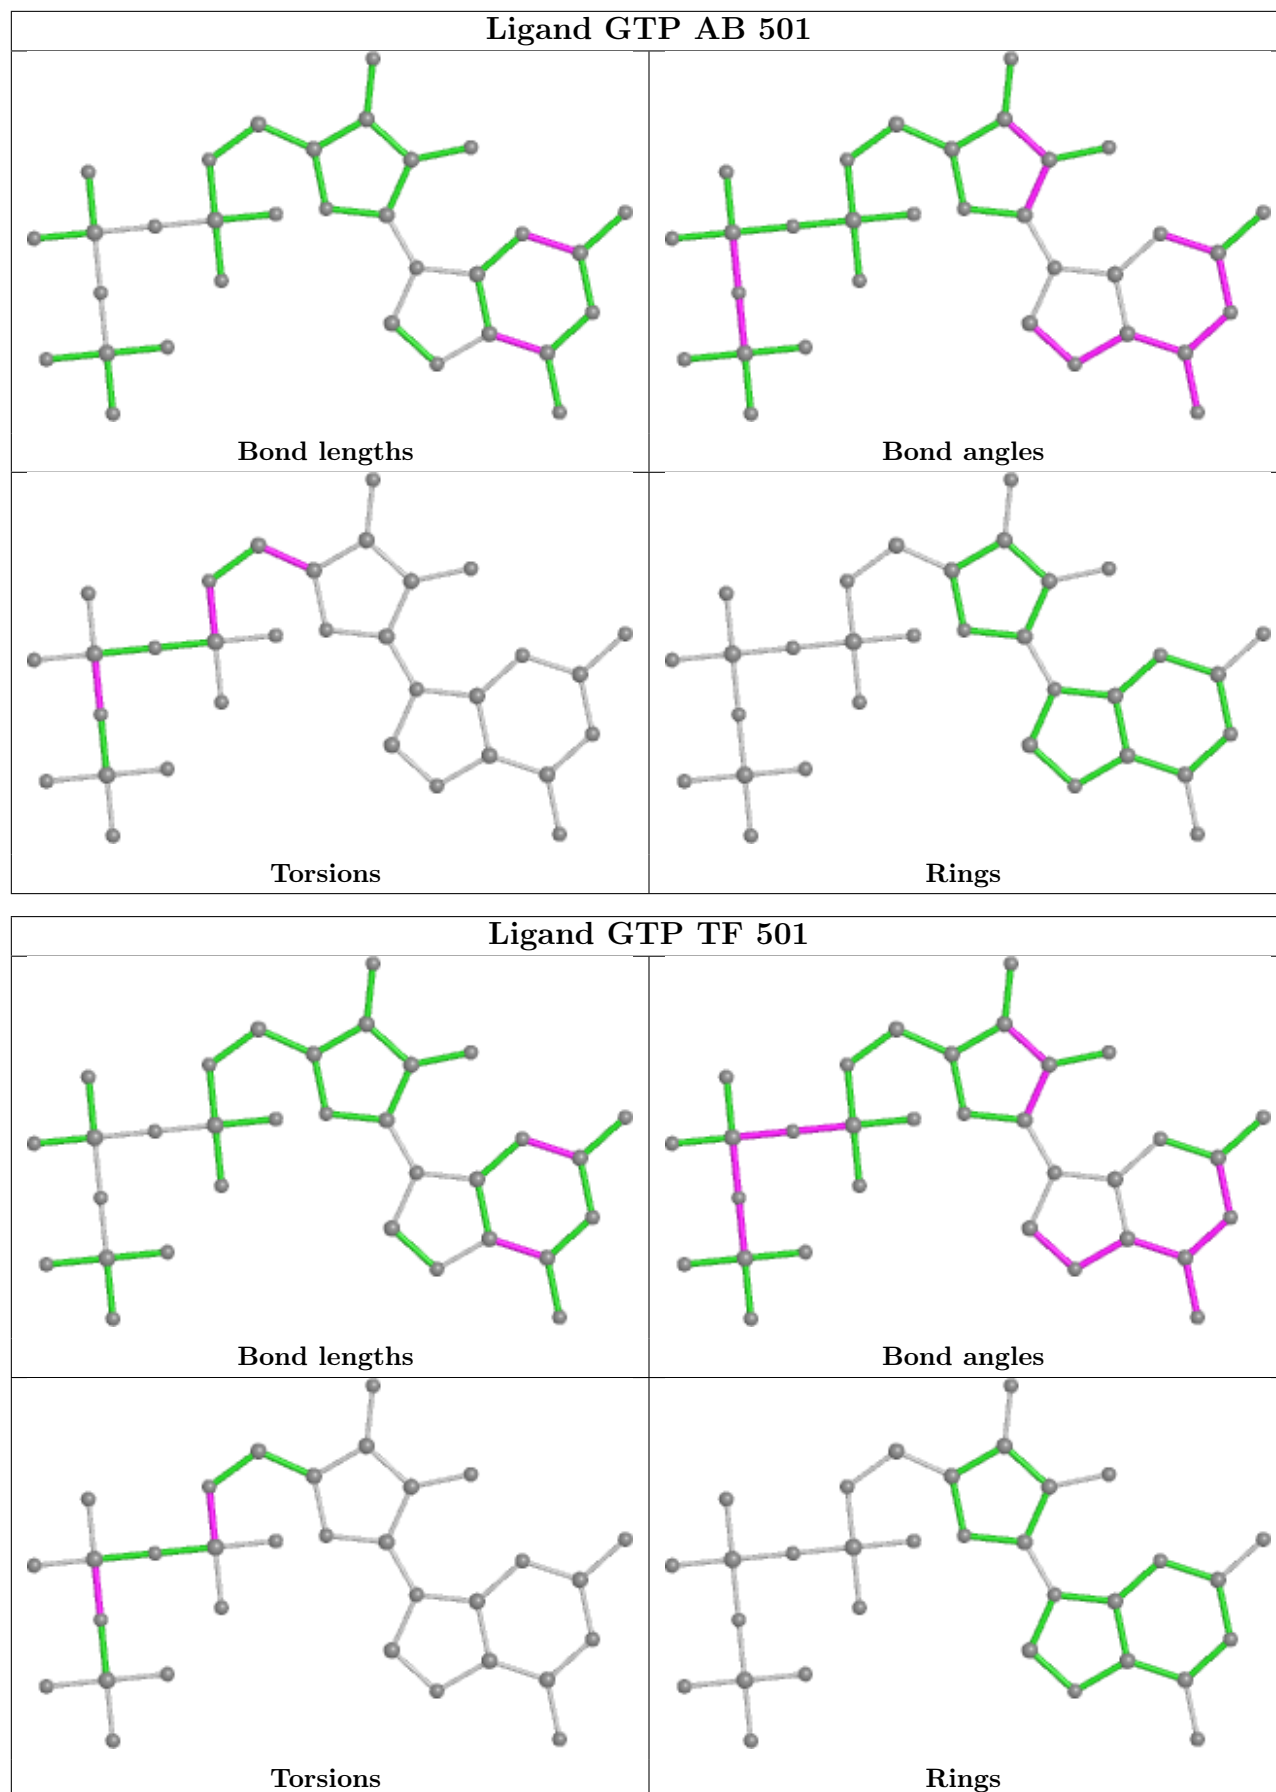 Ligand GTP AB 501
Bond lengths
Bond angles
Torsions
Rings
Ligand GTP TF 501
Bond lengths
Bond angles
Torsions
Rings